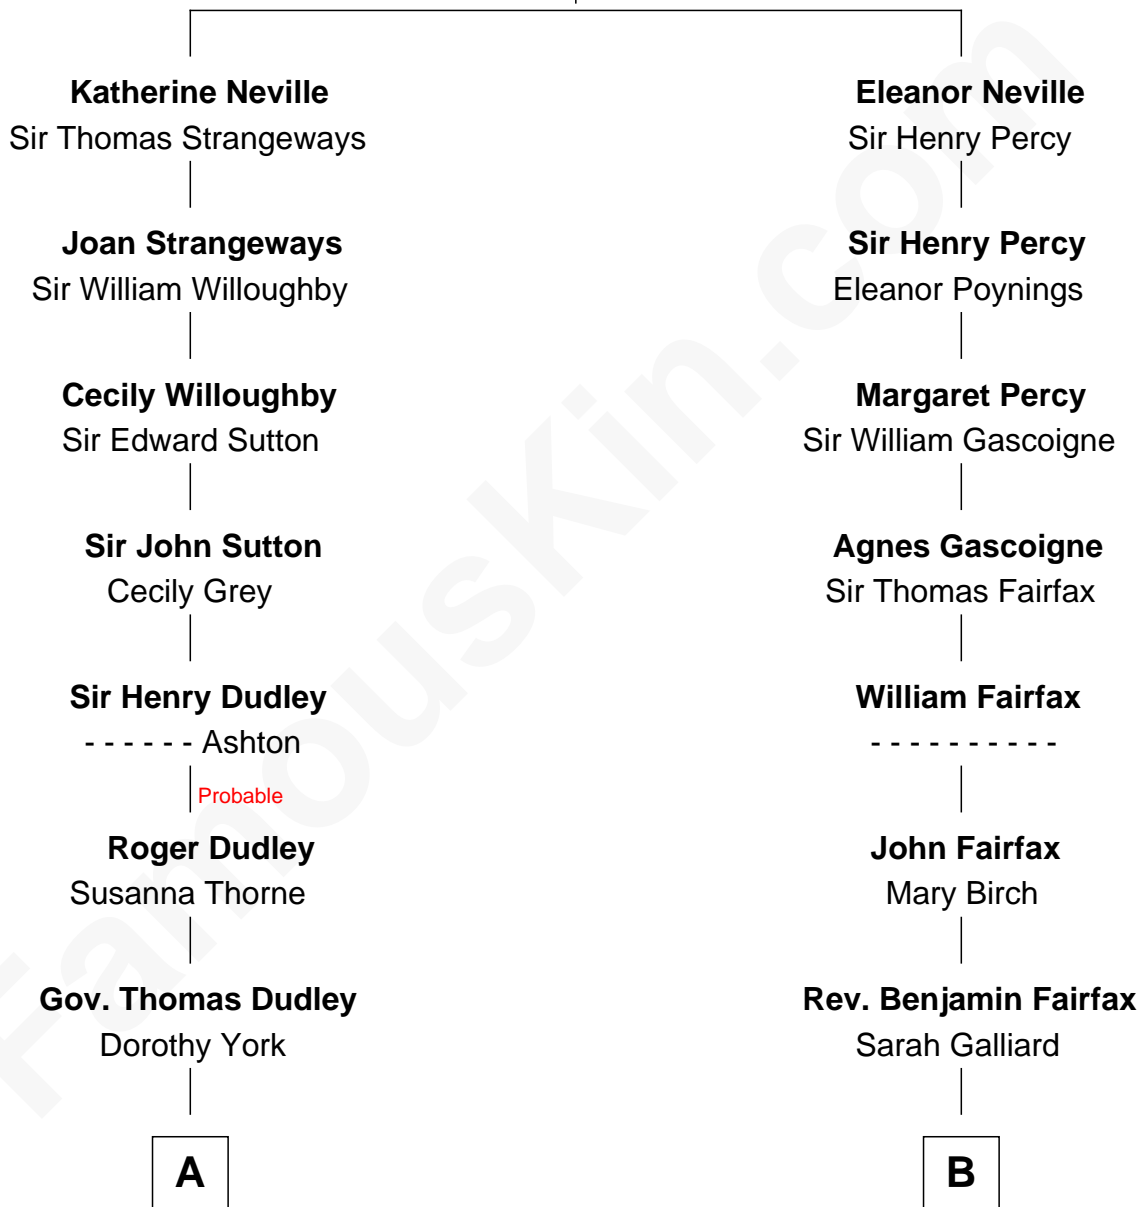 Katherine Neville
Sir Thomas Strangeways
Joan Strangeways
Sir William Willoughby
Cecily Willoughby
Sir Edward Sutton
Sir John Sutton
Cecily Grey
Sir Henry Dudley
- - - - - - Ashton
Probable
Roger Dudley
Susanna Thorne
Gov. Thomas Dudley
Dorothy York
A
Eleanor Neville
Sir Henry Percy
Sir Henry Percy
Eleanor Poynings
Margaret Percy
Sir William Gascoigne
Agnes Gascoigne
Sir Thomas Fairfax
William Fairfax
- - - - - - - - - -
John Fairfax
Mary Birch
Rev. Benjamin Fairfax
Sarah Galliard
B
FamousKin.com